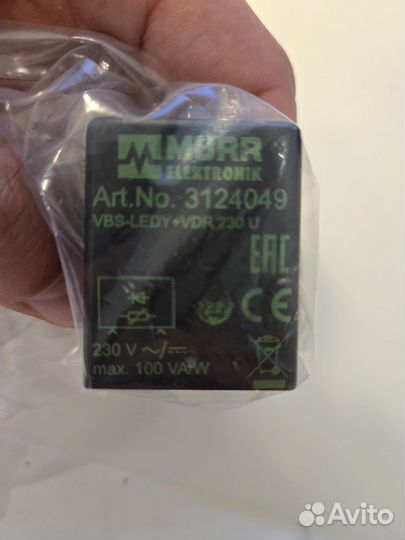 MURR
ELEKTRONIK
Art.No. 3124049
VBS-LEDY+VDR 230 U
EAC
CE
230 V ~/⎓
max. 100 VA/W
Avito